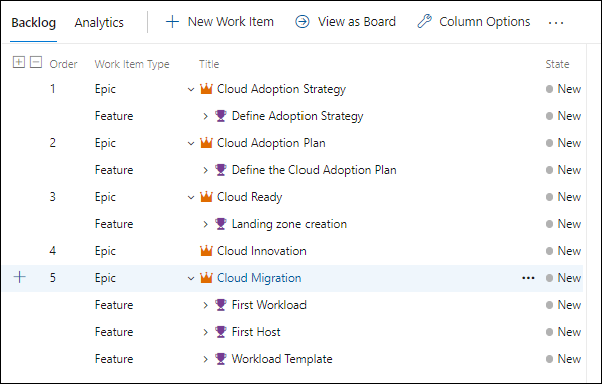 Backlog Analytics New Work Item View as Board Column Options ...
Order Work Item Type Title State
1 Epic Cloud Adoption Strategy New
Feature Define Adoption Strategy New
2 Epic Cloud Adoption Plan New
Feature Define the Cloud Adoption Plan New
3 Epic Cloud Ready New
Feature Landing zone creation New
4 Epic Cloud Innovation New
5 Epic Cloud Migration ... New
Feature First Workload New
Feature First Host New
Feature Workload Template New